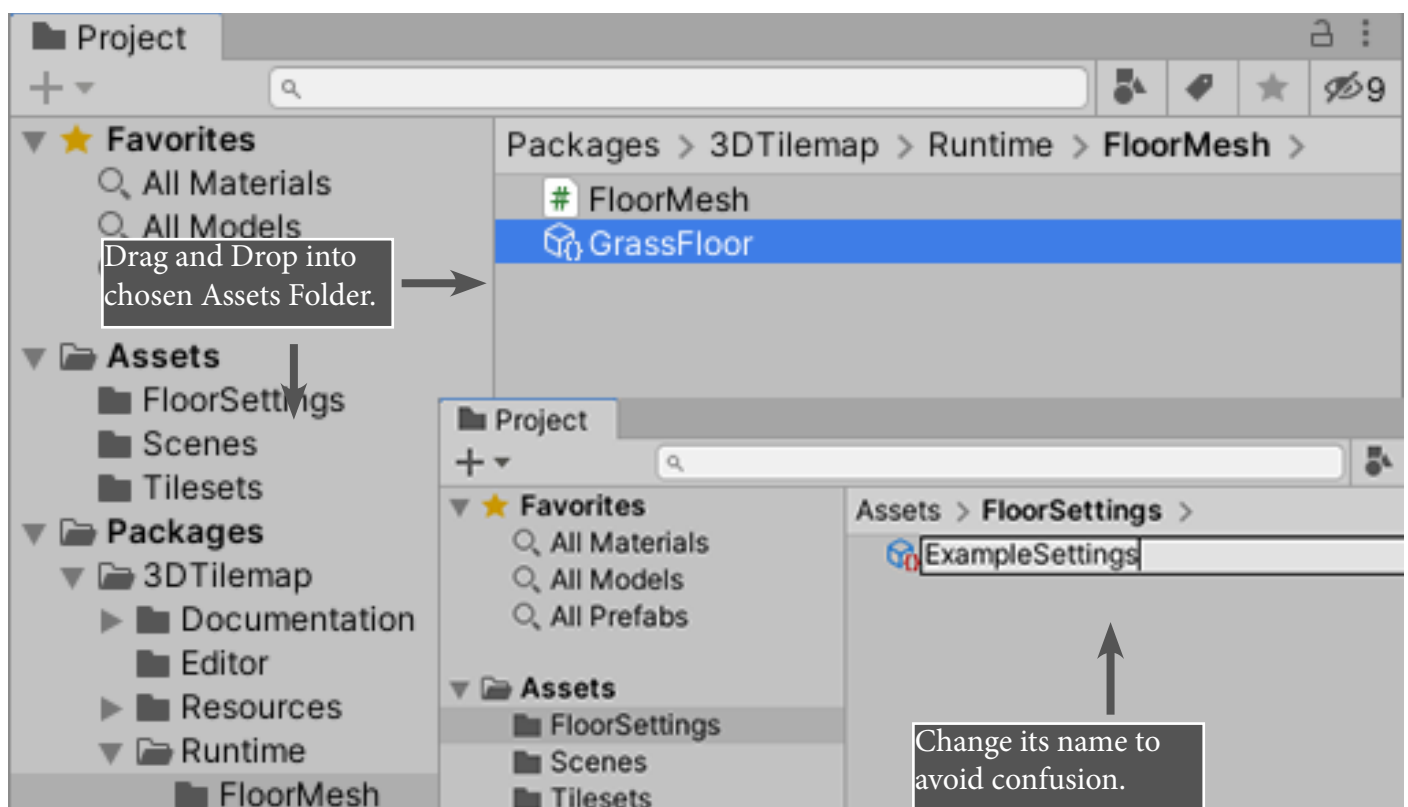 Project
9
Favorites
All Materials
All Models
Packages > 3DTilemap > Runtime > FloorMesh >
# FloorMesh
{} GrassFloor
Drag and Drop into
chosen Assets Folder.
Assets
FloorSettings
Scenes
Tilesets
Packages
3DTilemap
Documentation
Editor
Resources
Runtime
FloorMesh
Project
Favorites
All Materials
All Models
All Prefabs
Assets
FloorSettings
Scenes
Tilesets
Assets > FloorSettings >
{} ExampleSettings
Change its name to
avoid confusion.